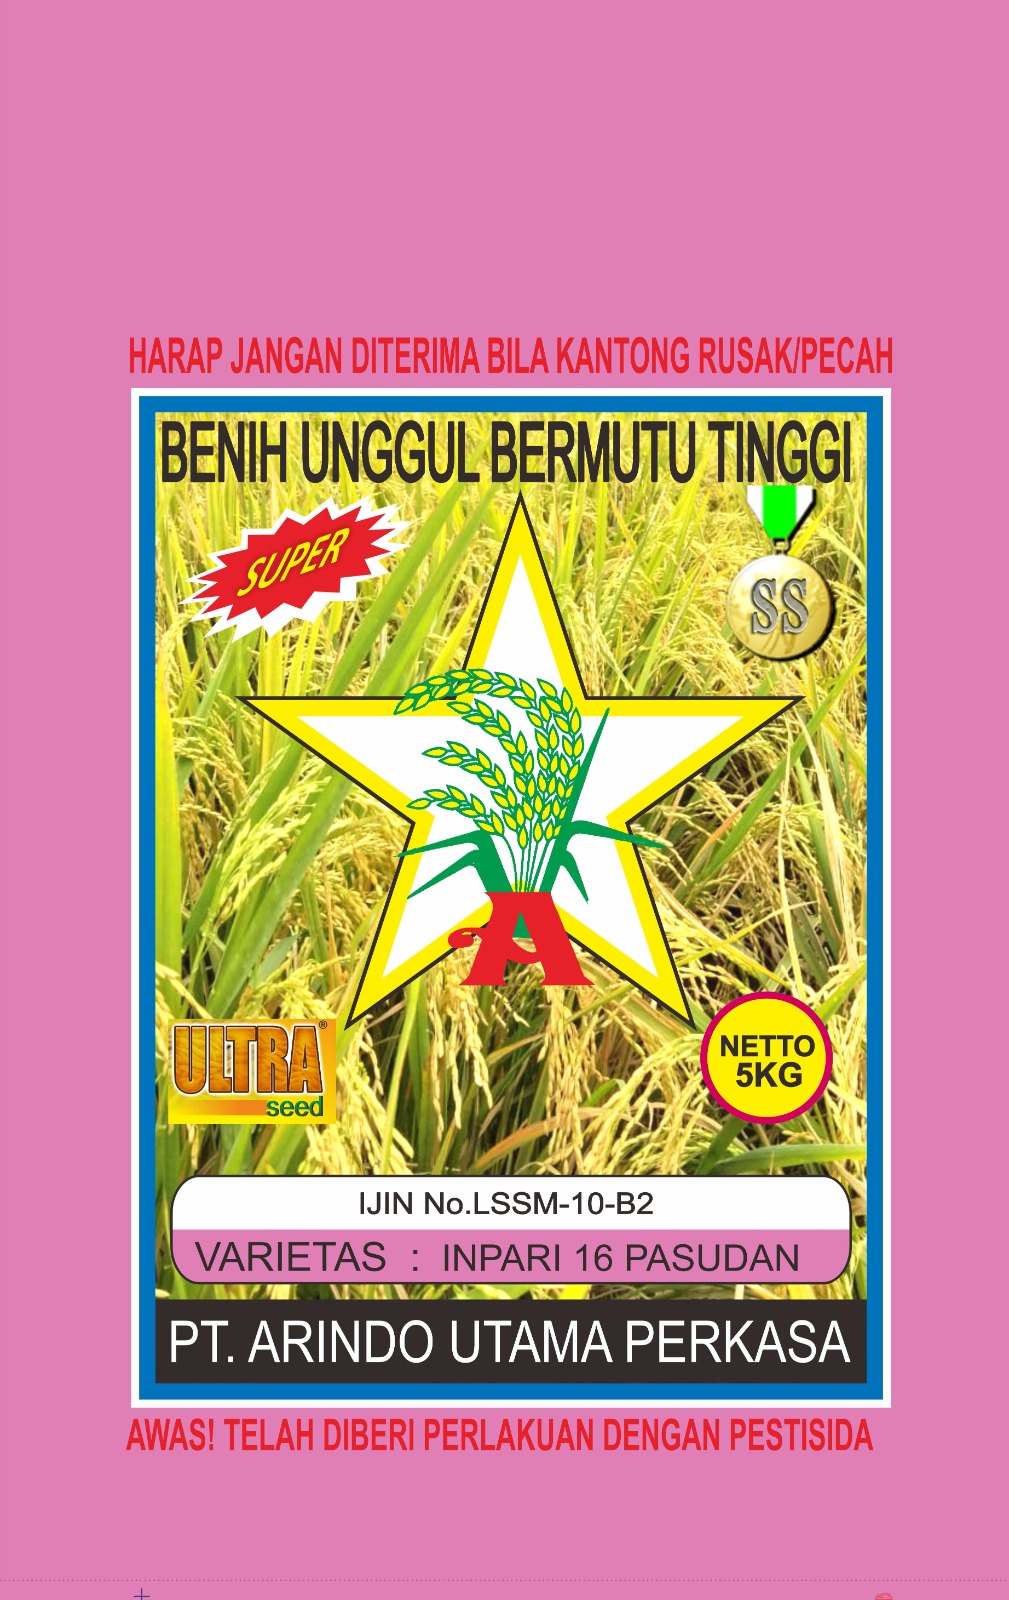 HARAP JANGAN DITERIMA BILA KANTONG RUSAK/PECAH
BENIH UNGGUL BERMUTU TINGGI
SUPER
SS
A
ULTRA®
seed
NETTO
5KG
IJIN No.LSSM-10-B2
VARIETAS : INPARI 16 PASUDAN
PT. ARINDO UTAMA PERKASA
AWAS! TELAH DIBERI PERLAKUAN DENGAN PESTISIDA